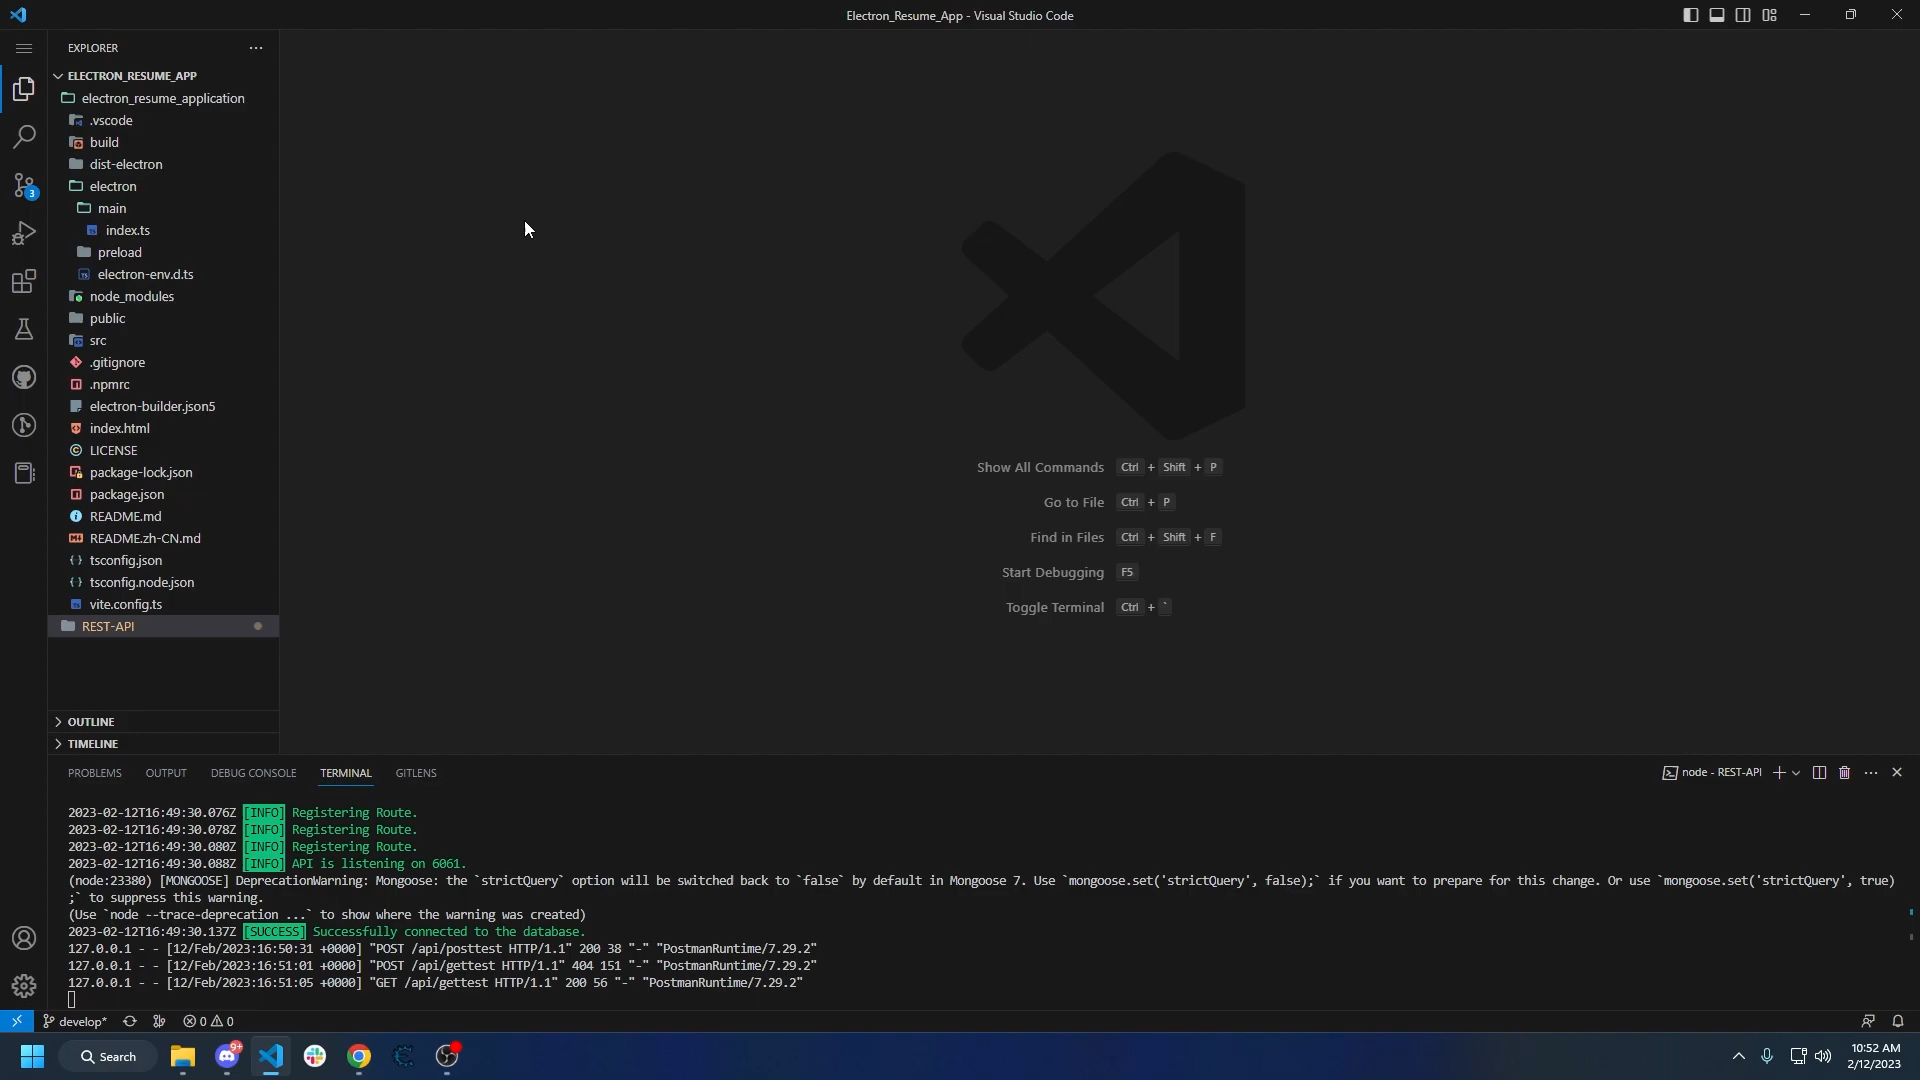 Electron_Resume_App - Visual Studio Code
EXPLORER
ELECTRON_RESUME_APP
electron_resume_application
.vscode
build
dist-electron
electron
main
index.ts
preload
electron-env.d.ts
node_modules
public
src
.gitignore
.npmrc
electron-builder.json5
index.html
LICENSE
package-lock.json
package.json
README.md
README.zh-CN.md
tsconfig.json
tsconfig.node.json
vite.config.ts
REST-API
OUTLINE
TIMELINE
3
Show All Commands Ctrl + Shift + P
Go to File Ctrl + P
Find in Files Ctrl + Shift + F
Start Debugging F5
Toggle Terminal Ctrl + `
PROBLEMS OUTPUT DEBUG CONSOLE TERMINAL GITLENS
node - REST-API
2023-02-12T16:49:30.076Z [INFO] Registering Route.
2023-02-12T16:49:30.078Z [INFO] Registering Route.
2023-02-12T16:49:30.080Z [INFO] Registering Route.
2023-02-12T16:49:30.088Z [INFO] API is listening on 6061.
(node:23380) [MONGOOSE] DeprecationWarning: Mongoose: the `strictQuery` option will be switched back to `false` by default in Mongoose 7. Use `mongoose.set('strictQuery', false);` if you want to prepare for this change. Or use `mongoose.set('strictQuery', true)
;` to suppress this warning.
(Use `node --trace-deprecation ...` to show where the warning was created)
2023-02-12T16:49:30.137Z [SUCCESS] Successfully connected to the database.
127.0.0.1 - - [12/Feb/2023:16:50:31 +0000] "POST /api/posttest HTTP/1.1" 200 38 "-" "PostmanRuntime/7.29.2"
127.0.0.1 - - [12/Feb/2023:16:51:01 +0000] "POST /api/gettest HTTP/1.1" 404 151 "-" "PostmanRuntime/7.29.2"
127.0.0.1 - - [12/Feb/2023:16:51:05 +0000] "GET /api/gettest HTTP/1.1" 200 56 "-" "PostmanRuntime/7.29.2"
develop* 0 0
Search
9+
10:52 AM
2/12/2023